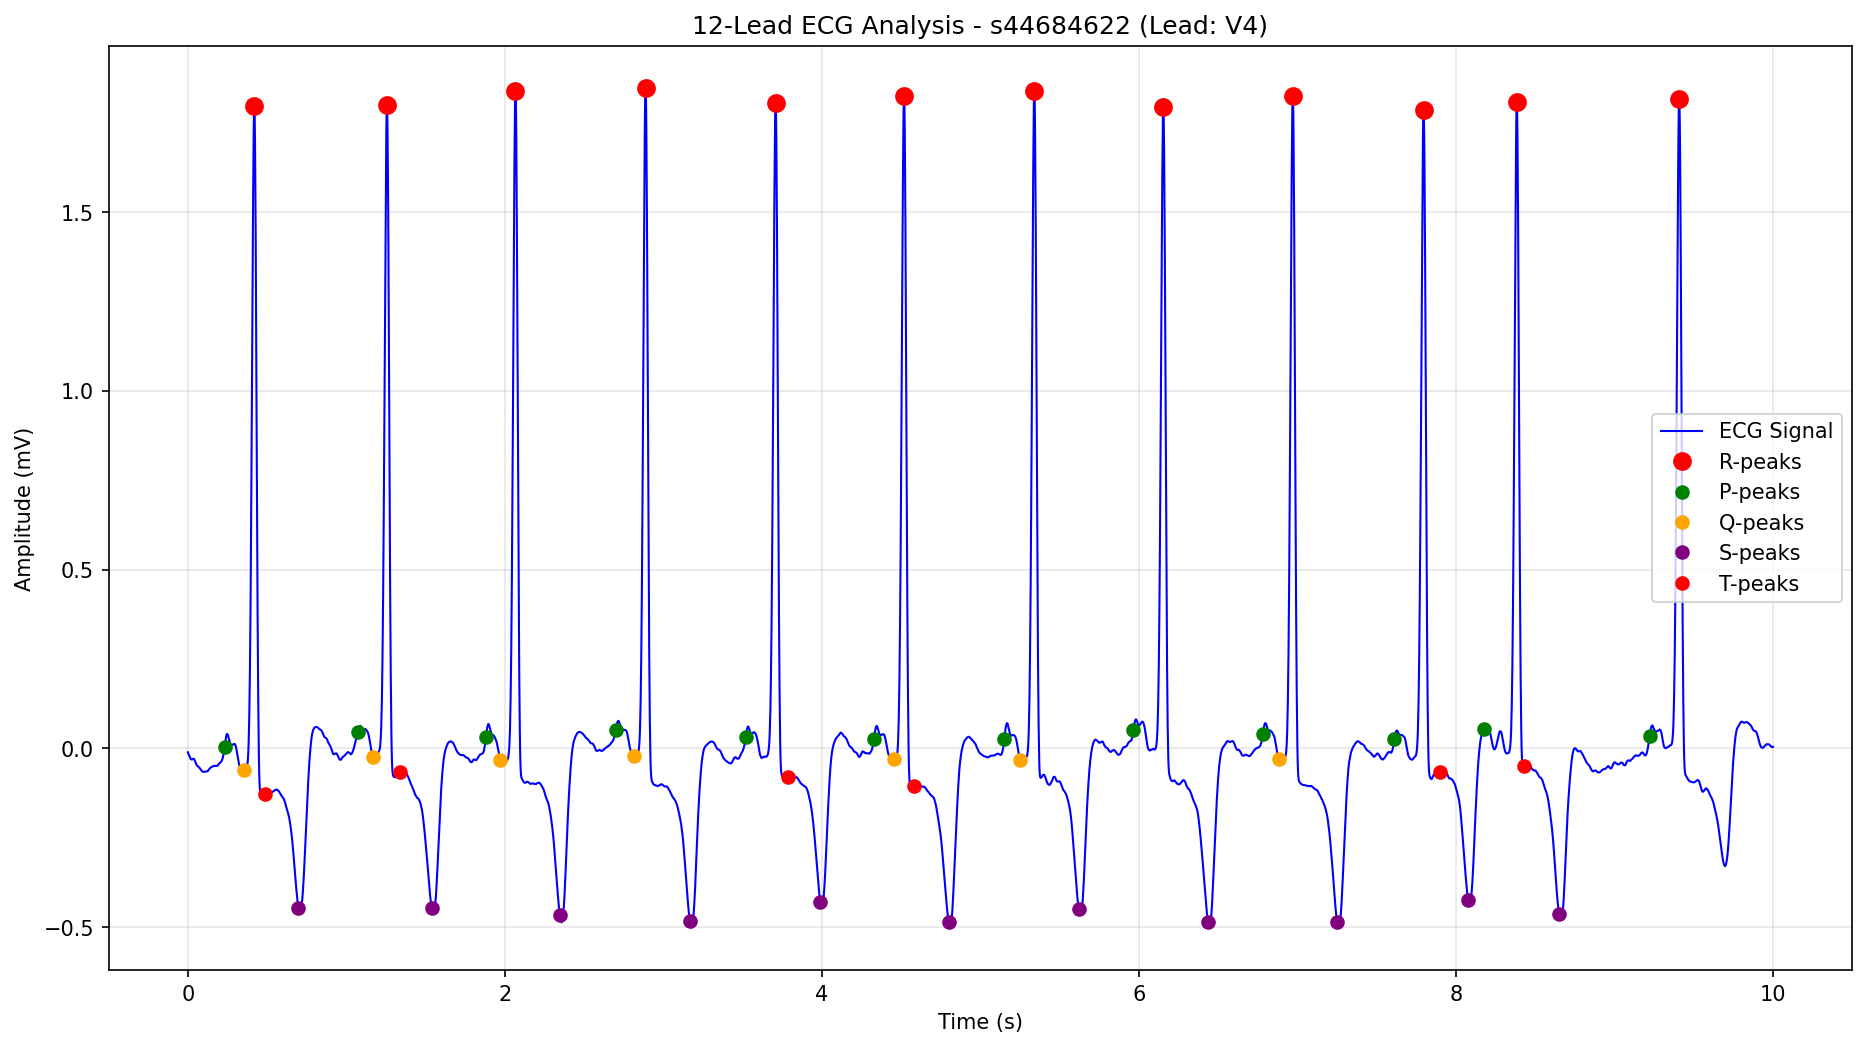 12-Lead ECG Analysis - s44684622 (Lead: V4)
Amplitude (mV)
1.5
1.0
0.5
0.0
−0.5
ECG Signal
R-peaks
P-peaks
Q-peaks
S-peaks
T-peaks
0 2 4 6 8 10
Time (s)